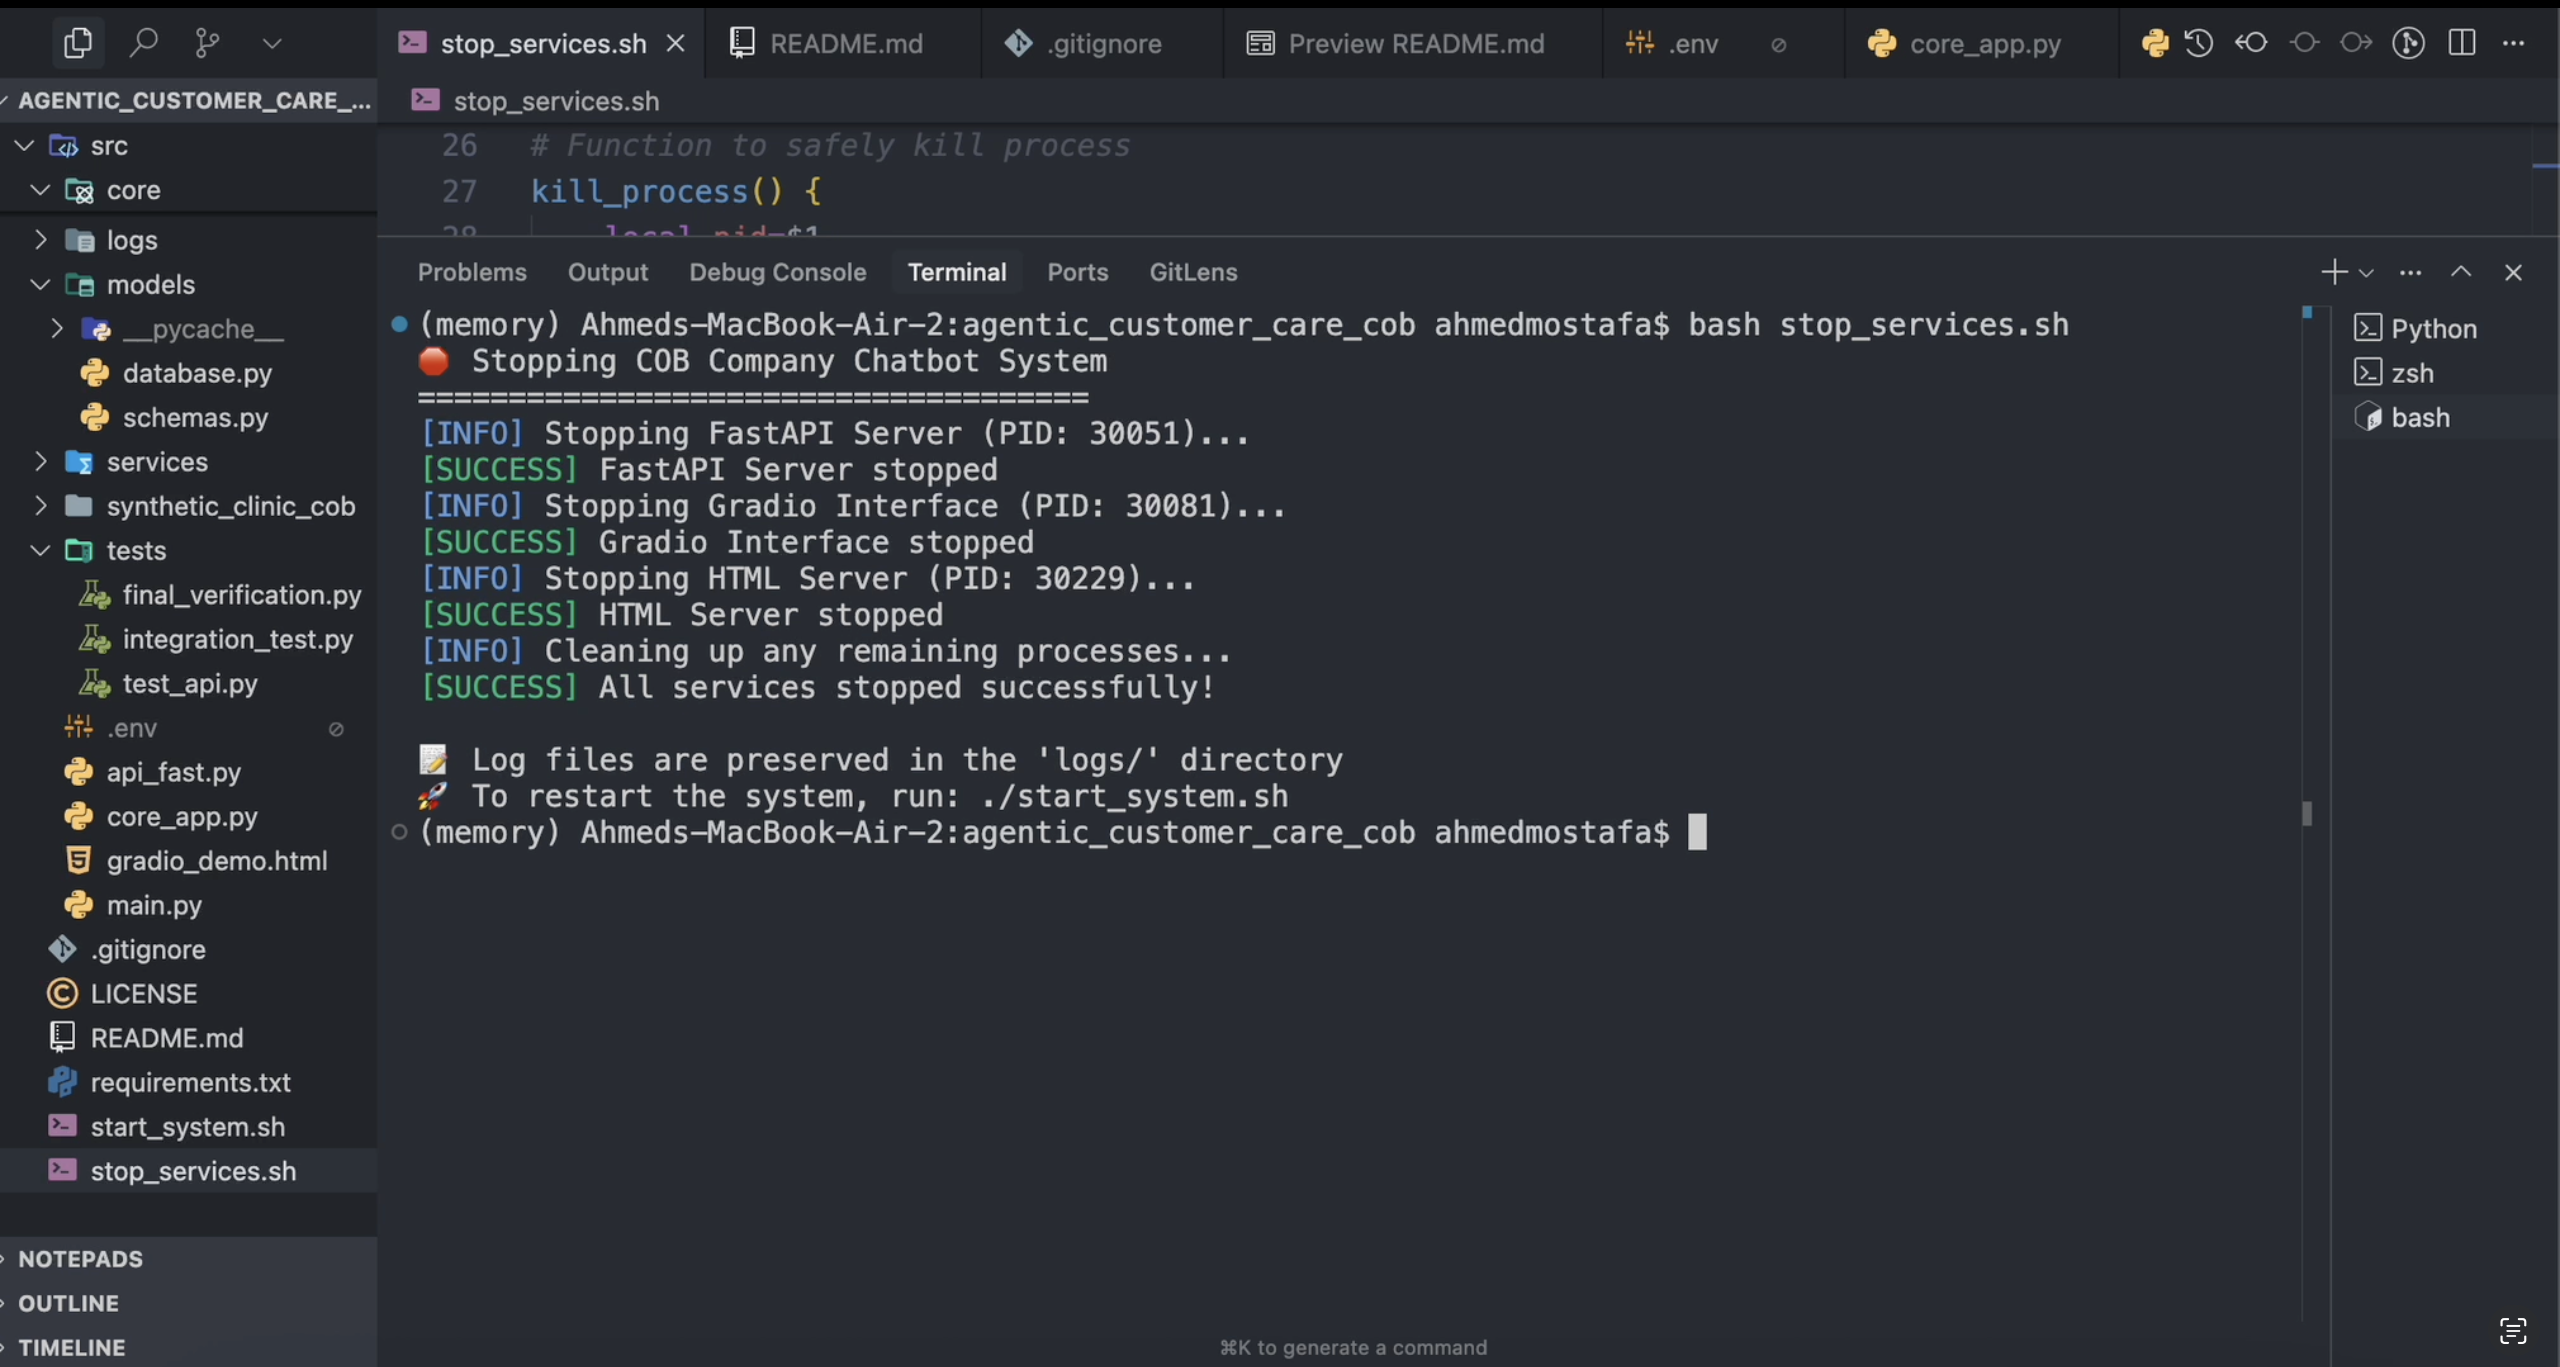 stop_services.sh
README.md
.gitignore
Preview README.md
.env
core_app.py
AGENTIC_CUSTOMER_CARE_...
src
core
logs
models
__pycache__
database.py
schemas.py
services
synthetic_clinic_cob
tests
final_verification.py
integration_test.py
test_api.py
.env
api_fast.py
core_app.py
gradio_demo.html
main.py
.gitignore
LICENSE
README.md
requirements.txt
start_system.sh
stop_services.sh
NOTEPADS
OUTLINE
TIMELINE
stop_services.sh
26 # Function to safely kill process
27 kill_process() {
28 local pid=$1
Problems Output Debug Console Terminal Ports GitLens
(memory) Ahmeds-MacBook-Air-2:agentic_customer_care_cob ahmedmostafa$ bash stop_services.sh
🛑 Stopping COB Company Chatbot System
=====================================
[INFO] Stopping FastAPI Server (PID: 30051)...
[SUCCESS] FastAPI Server stopped
[INFO] Stopping Gradio Interface (PID: 30081)...
[SUCCESS] Gradio Interface stopped
[INFO] Stopping HTML Server (PID: 30229)...
[SUCCESS] HTML Server stopped
[INFO] Cleaning up any remaining processes...
[SUCCESS] All services stopped successfully!
📝 Log files are preserved in the 'logs/' directory
🚀 To restart the system, run: ./start_system.sh
(memory) Ahmeds-MacBook-Air-2:agentic_customer_care_cob ahmedmostafa$
Python
zsh
bash
⌘K to generate a command